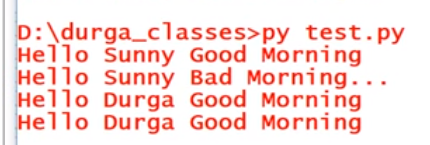 D:\durga_classes>py test.py
Hello Sunny Good Morning
Hello Sunny Bad Morning...
Hello Durga Good Morning
Hello Durga Good Morning